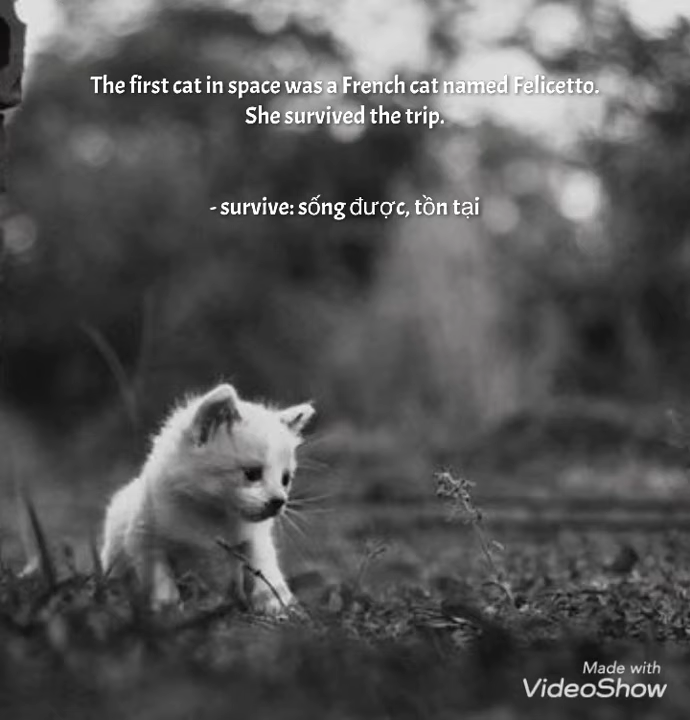 The first cat in space was a French cat named Felicetto.
She survived the trip.
- survive: sống được, tồn tại
Made with
VideoShow